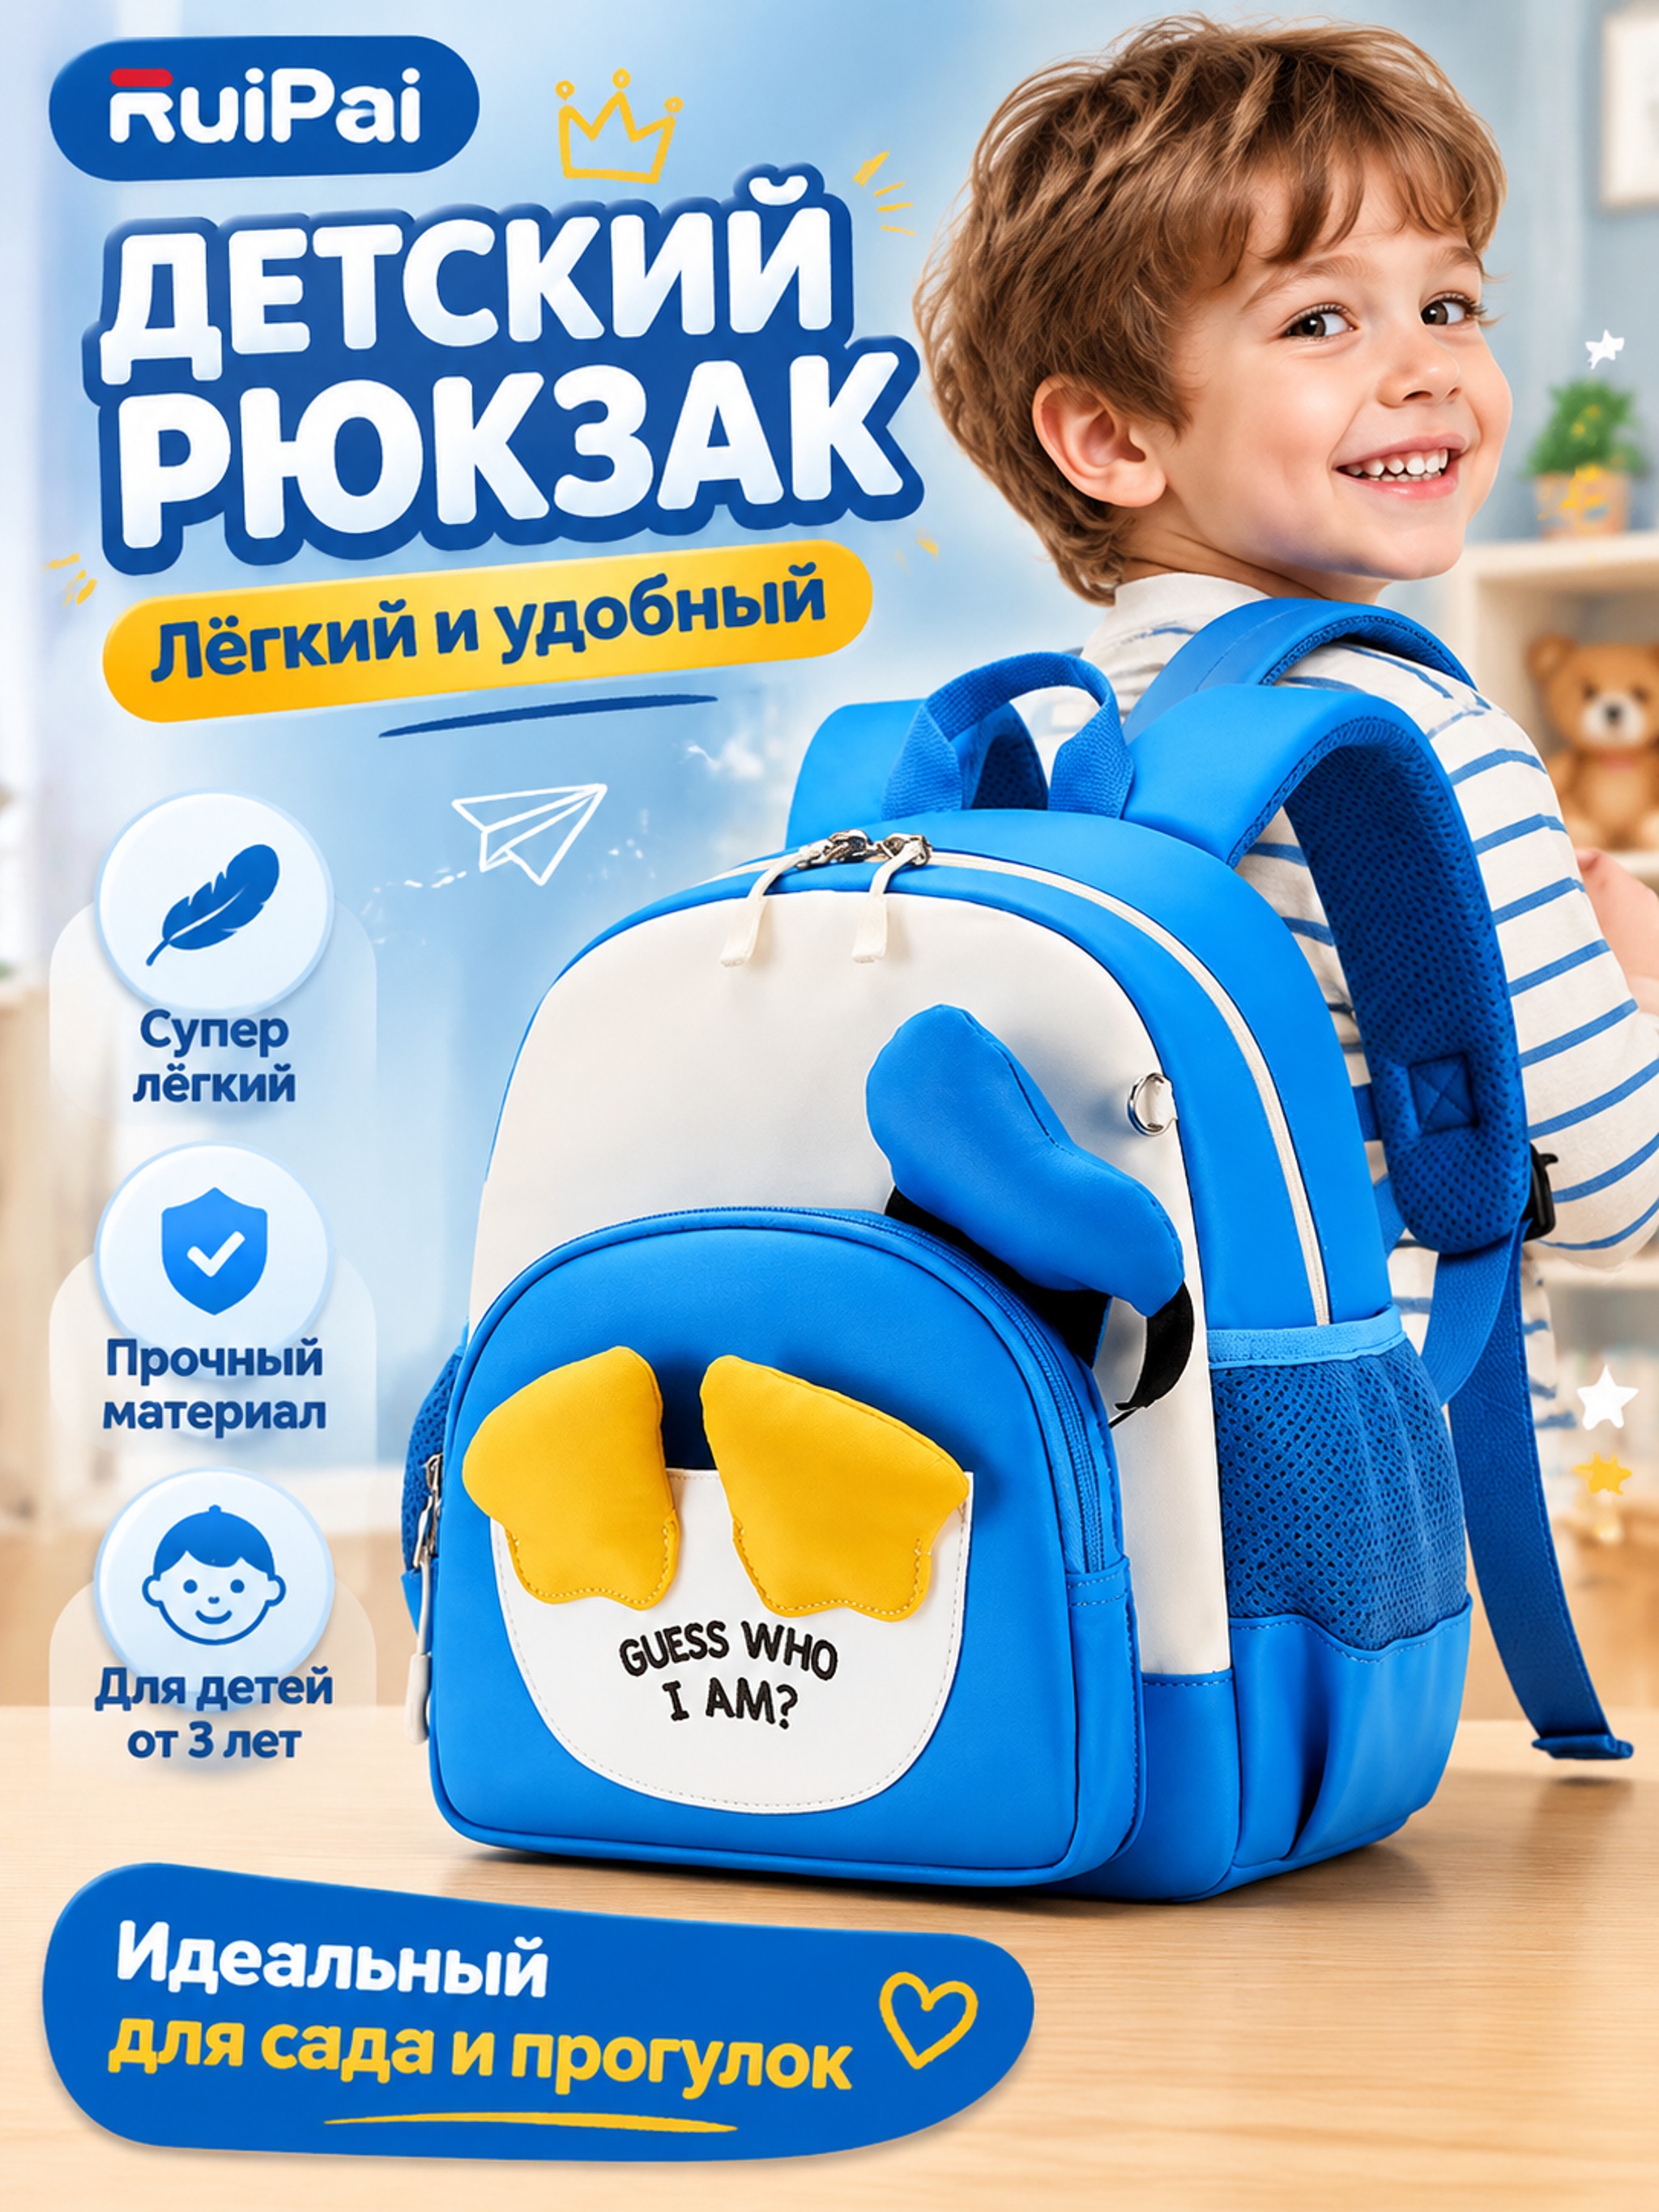 RuiPai
ДЕТСКИЙ
РЮКЗАК
Лёгкий и удобный
Супер
лёгкий
Прочный
материал
Для детей
от 3 лет
GUESS WHO
I AM?
Идеальный
для сада и прогулок